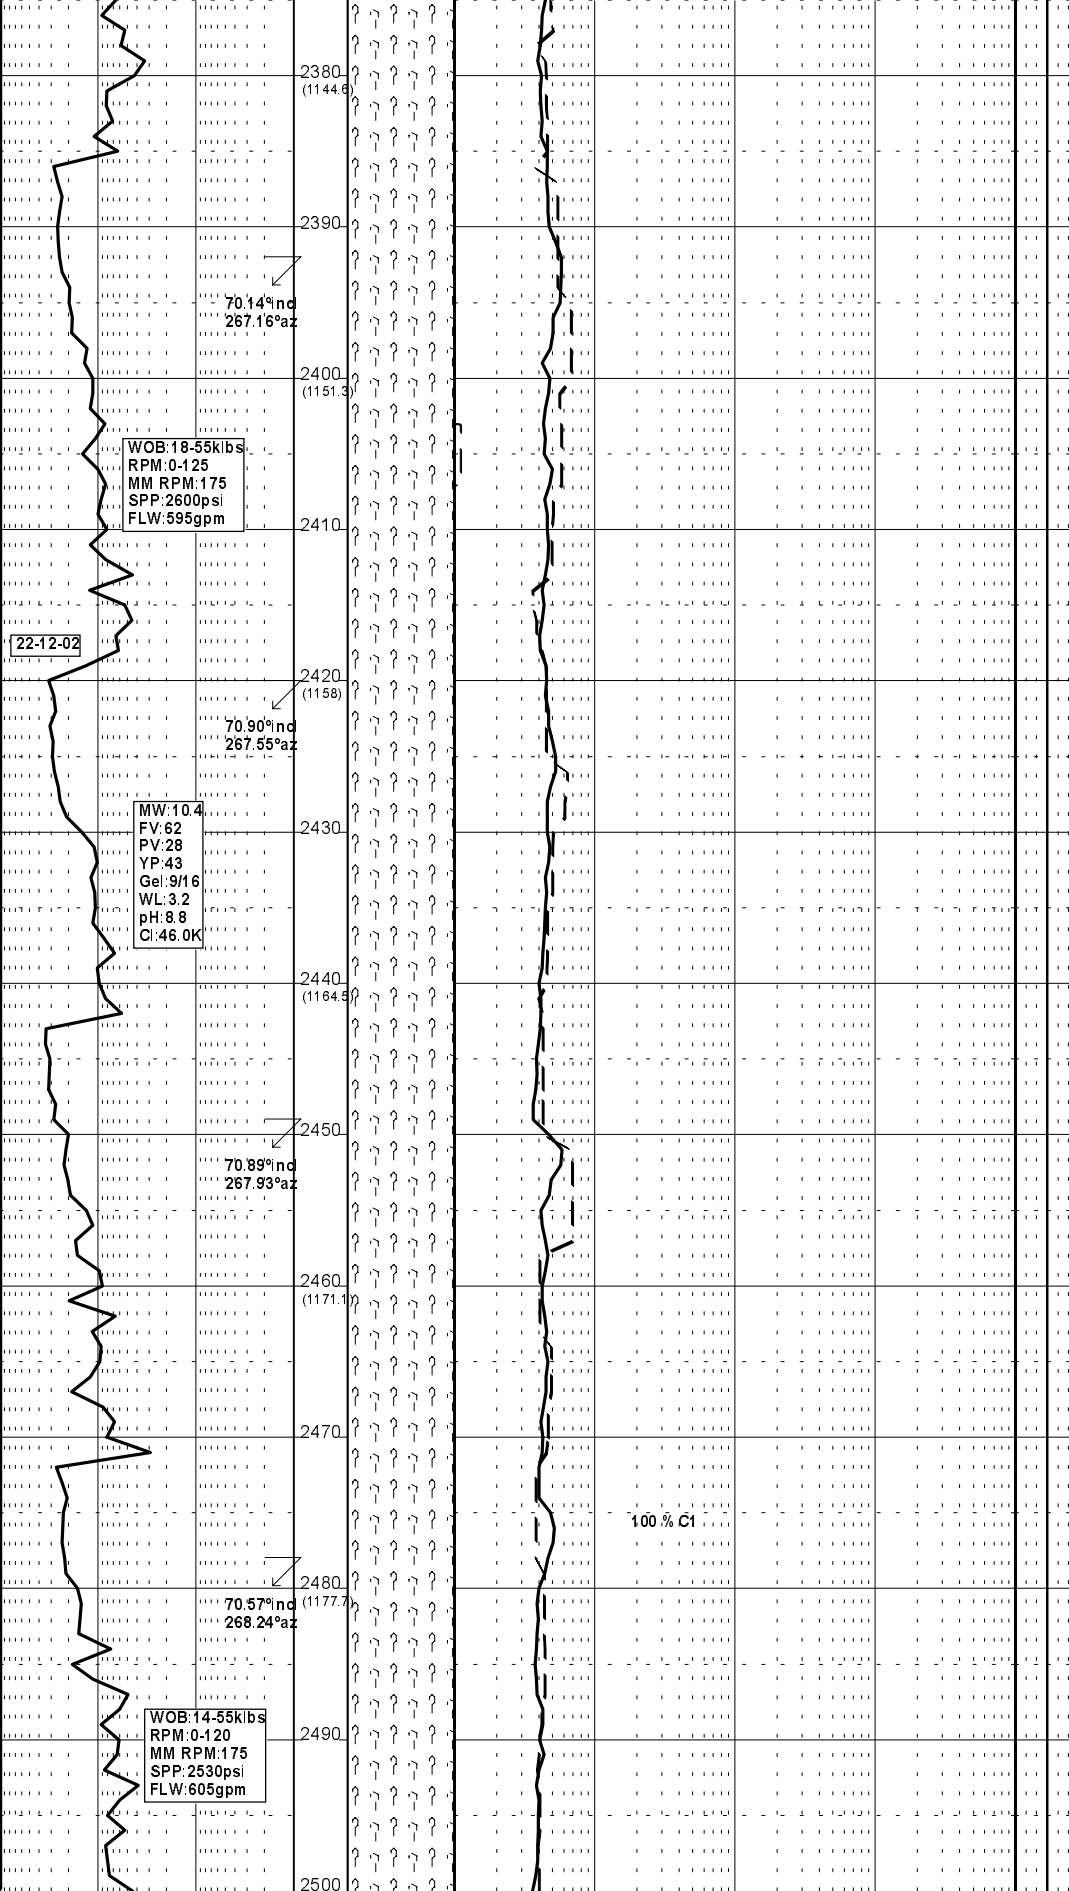 2380
(1144.6)
2390
70.14°incl
267.16°az
2400
(1151.3)
WOB:18-55klbs
RPM:0-125
MM RPM:175
SPP:2600psi
FLW:595gpm
2410
22-12-02
2420
(1158)
70.90°incl
267.55°az
MW:10.4
FV:62
PV:28
YP:43
Gel:9/16
WL:3.2
pH:8.8
Cl:46.0K
2430
2440
(1164.5)
2450
70.89°incl
267.93°az
2460
(1171.1)
2470
100 % C1
2480
(1177.7)
70.57°incl
268.24°az
WOB:14-55klbs
RPM:0-120
MM RPM:175
SPP:2530psi
FLW:605gpm
2490
2500